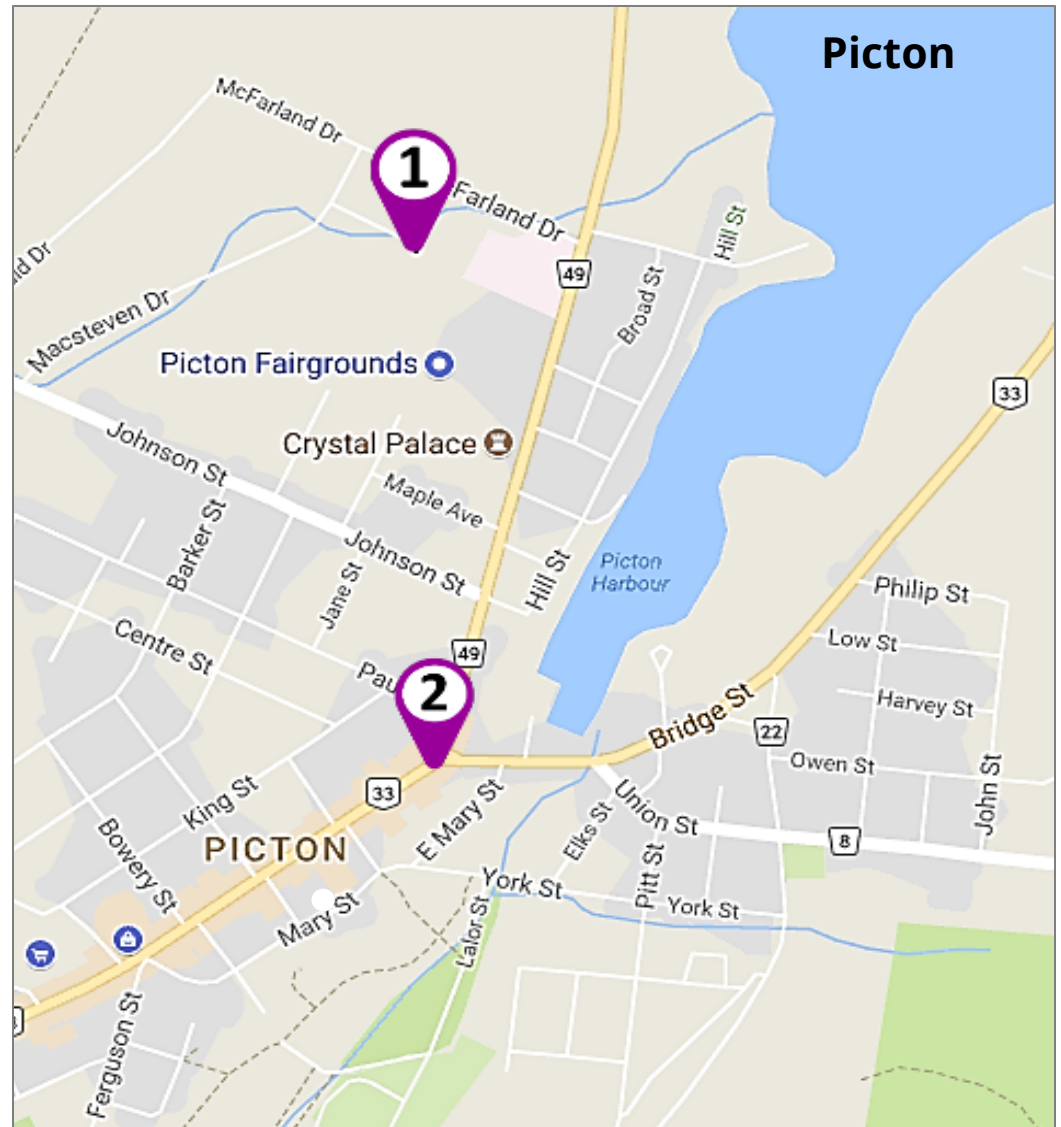 Picton
McFarland Dr
1
Farland Dr
Hill St
49
Broad St
ld Dr
Macsteven Dr
Picton Fairgrounds
33
Johnson St
Crystal Palace
Maple Ave
Barker St
Johnson St
Jane St
Hill St
Picton
Harbour
Philip St
Centre St
Low St
49
Pau
2
Harvey St
Bridge St
22
Owen St
33
King St
E Mary St
Union St
John St
Bowery St
PICTON
Elks St
8
Pitt St
York St
York St
Mary St
Lalor St
Ferguson St